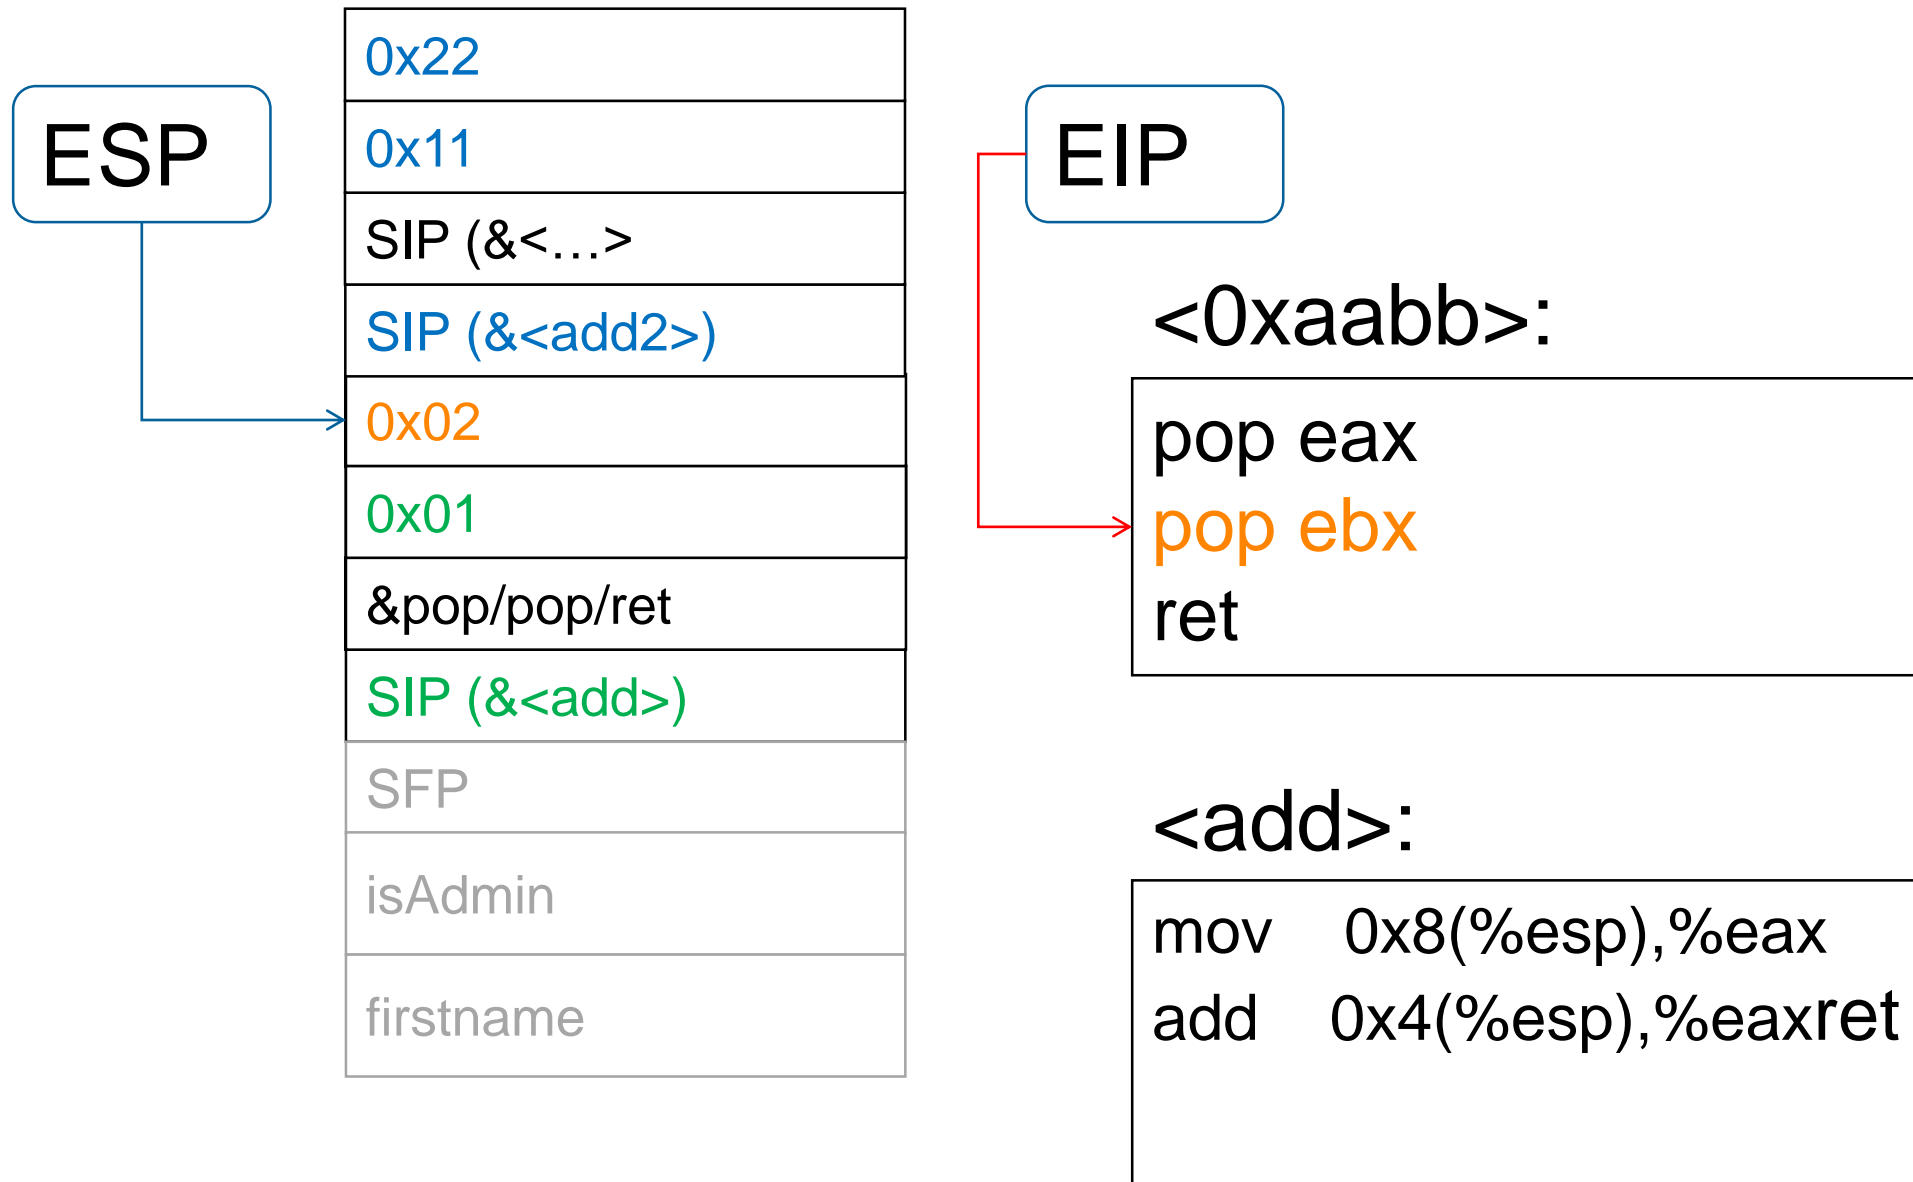 ESP
0x22
0x11
SIP (&<…>
SIP (&<add2>)
0x02
0x01
&pop/pop/ret
SIP (&<add>)
SFP
isAdmin
firstname
EIP
<0xaabb>:
pop eax
pop ebx
ret
<add>:
mov 0x8(%esp),%eax
add 0x4(%esp),%eaxret